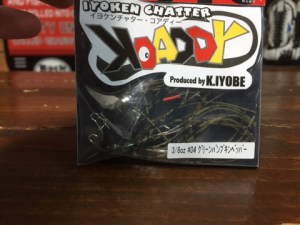 IYOKEN CHATTER
イヨケンチャター・コアディー
KOADDY
Produced by K.IYOBE
3/8oz #04 グリーンパンプキンペッパー